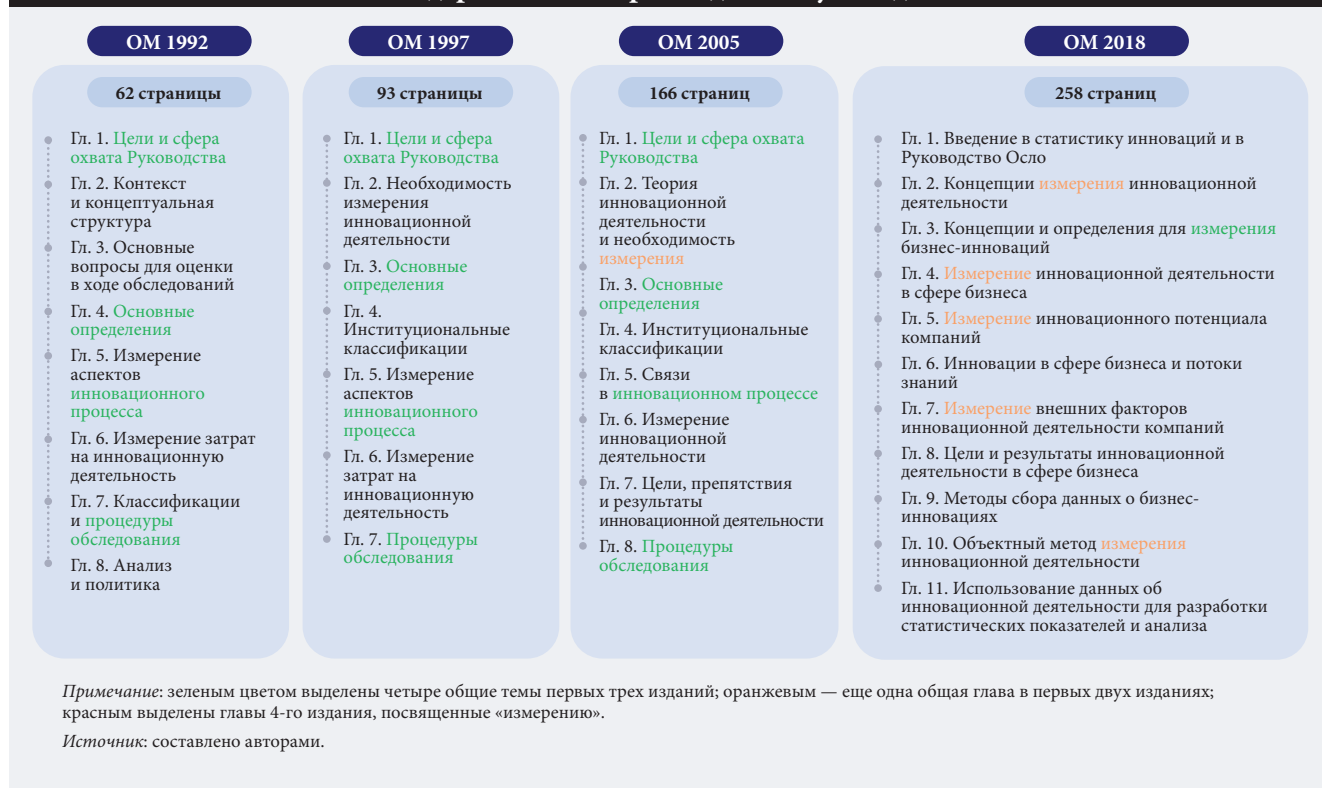 ОМ 1992
62 страницы
Гл. 1. Цели и сфера
охвата Руководства
Гл. 2. Контекст
и концептуальная
структура
Гл. 3. Основные
вопросы для оценки
в ходе обследований
Гл. 4. Основные
определения
Гл. 5. Измерение
аспектов
инновационного
процесса
Гл. 6. Измерение затрат
на инновационную
деятельность
Гл. 7. Классификации
и процедуры
обследования
Гл. 8. Анализ
и политика
ОМ 1997
93 страницы
Гл. 1. Цели и сфера
охвата Руководства
Гл. 2. Необходимость
измерения
инновационной
деятельности
Гл. 3. Основные
определения
Гл. 4.
Институциональные
классификации
Гл. 5. Измерение
аспектов
инновационного
процесса
Гл. 6. Измерение
затрат на
инновационную
деятельность
Гл. 7. Процедуры
обследования
ОМ 2005
166 страниц
Гл. 1. Цели и сфера охвата
Руководства
Гл. 2. Теория
инновационной
деятельности
и необходимость
измерения
Гл. 3. Основные
определения
Гл. 4. Институциональные
классификации
Гл. 5. Связи
в инновационном процессе
Гл. 6. Измерение
инновационной
деятельности
Гл. 7. Цели, препятствия
и результаты
инновационной деятельности
Гл. 8. Процедуры
обследования
ОМ 2018
258 страниц
Гл. 1. Введение в статистику инноваций и в
Руководство Осло
Гл. 2. Концепции измерения инновационной
деятельности
Гл. 3. Концепции и определения для измерения
бизнес-инноваций
Гл. 4. Измерение инновационной деятельности
в сфере бизнеса
Гл. 5. Измерение инновационного потенциала
компаний
Гл. 6. Инновации в сфере бизнеса и потоки
знаний
Гл. 7. Измерение внешних факторов
инновационной деятельности компаний
Гл. 8. Цели и результаты инновационной
деятельности в сфере бизнеса
Гл. 9. Методы сбора данных о бизнес-
инновациях
Гл. 10. Объектный метод измерения
инновационной деятельности
Гл. 11. Использование данных об
инновационной деятельности для разработки
статистических показателей и анализа
Примечание: зеленым цветом выделены четыре общие темы первых трех изданий; оранжевым — еще одна общая глава в первых двух изданиях;
красным выделены главы 4-го издания, посвященные «измерению».
Источник: составлено авторами.